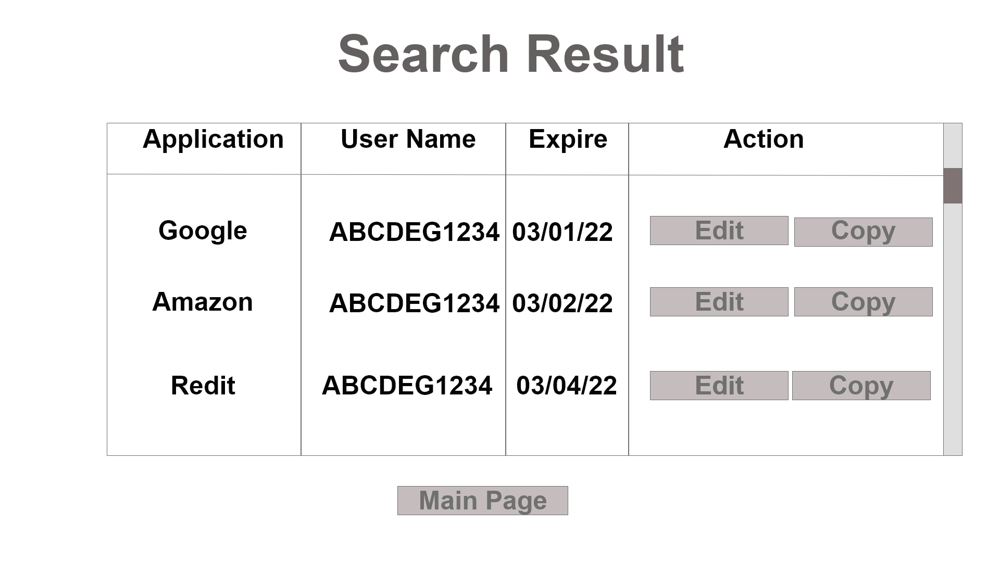 Search Result
Application User Name Expire Action
Google ABCDEG1234 03/01/22 Edit Copy
Amazon ABCDEG1234 03/02/22 Edit Copy
Redit ABCDEG1234 03/04/22 Edit Copy
Main Page